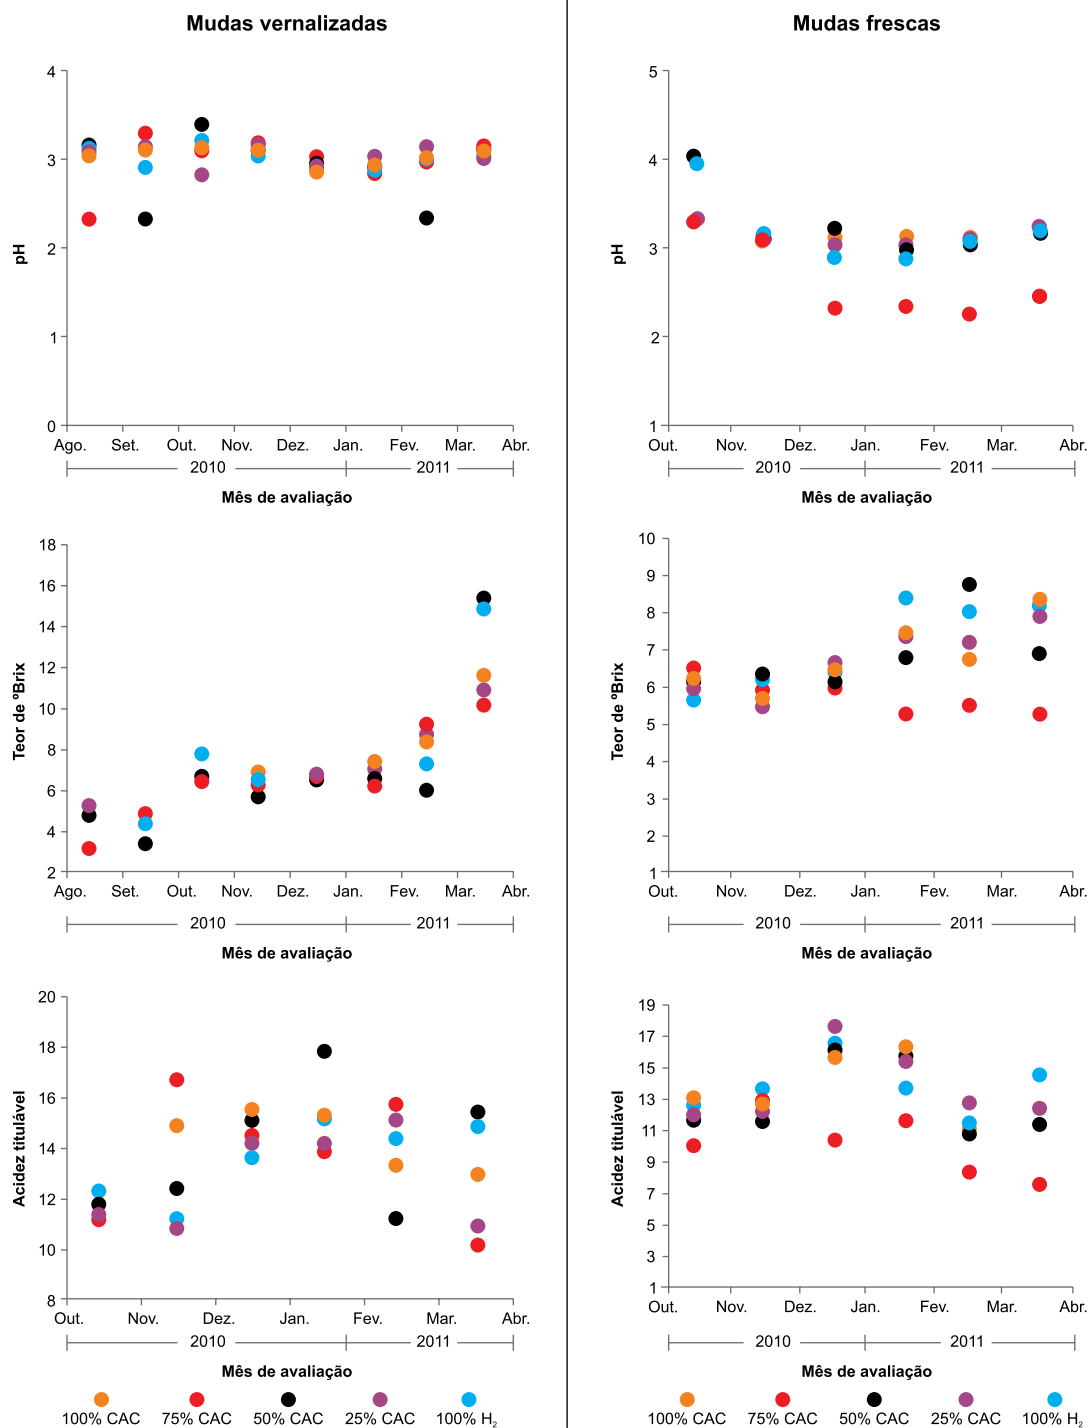 Mudas vernalizadas
4
3
2
1
0
pH
Ago. Set. Out. Nov. Dez. Jan. Fev. Mar. Abr.
2010 2011
Mês de avaliação
18
16
14
12
10
8
6
4
2
Teor de ºBrix
Ago. Set. Out. Nov. Dez. Jan. Fev. Mar. Abr.
2010 2011
Mês de avaliação
20
18
16
14
12
10
8
Acidez titulável
Out. Nov. Dez. Jan. Fev. Mar. Abr.
2010 2011
Mês de avaliação
100% CAC 75% CAC 50% CAC 25% CAC 100% H₂
Mudas frescas
5
4
3
2
1
pH
Out. Nov. Dez. Jan. Fev. Mar. Abr.
2010 2011
Mês de avaliação
10
9
8
7
6
5
4
3
2
1
Teor de ºBrix
Out. Nov. Dez. Jan. Fev. Mar. Abr.
2010 2011
Mês de avaliação
19
17
15
13
11
9
7
5
3
1
Acidez titulável
Out. Nov. Dez. Jan. Fev. Mar. Abr.
2010 2011
Mês de avaliação
100% CAC 75% CAC 50% CAC 25% CAC 100% H₂